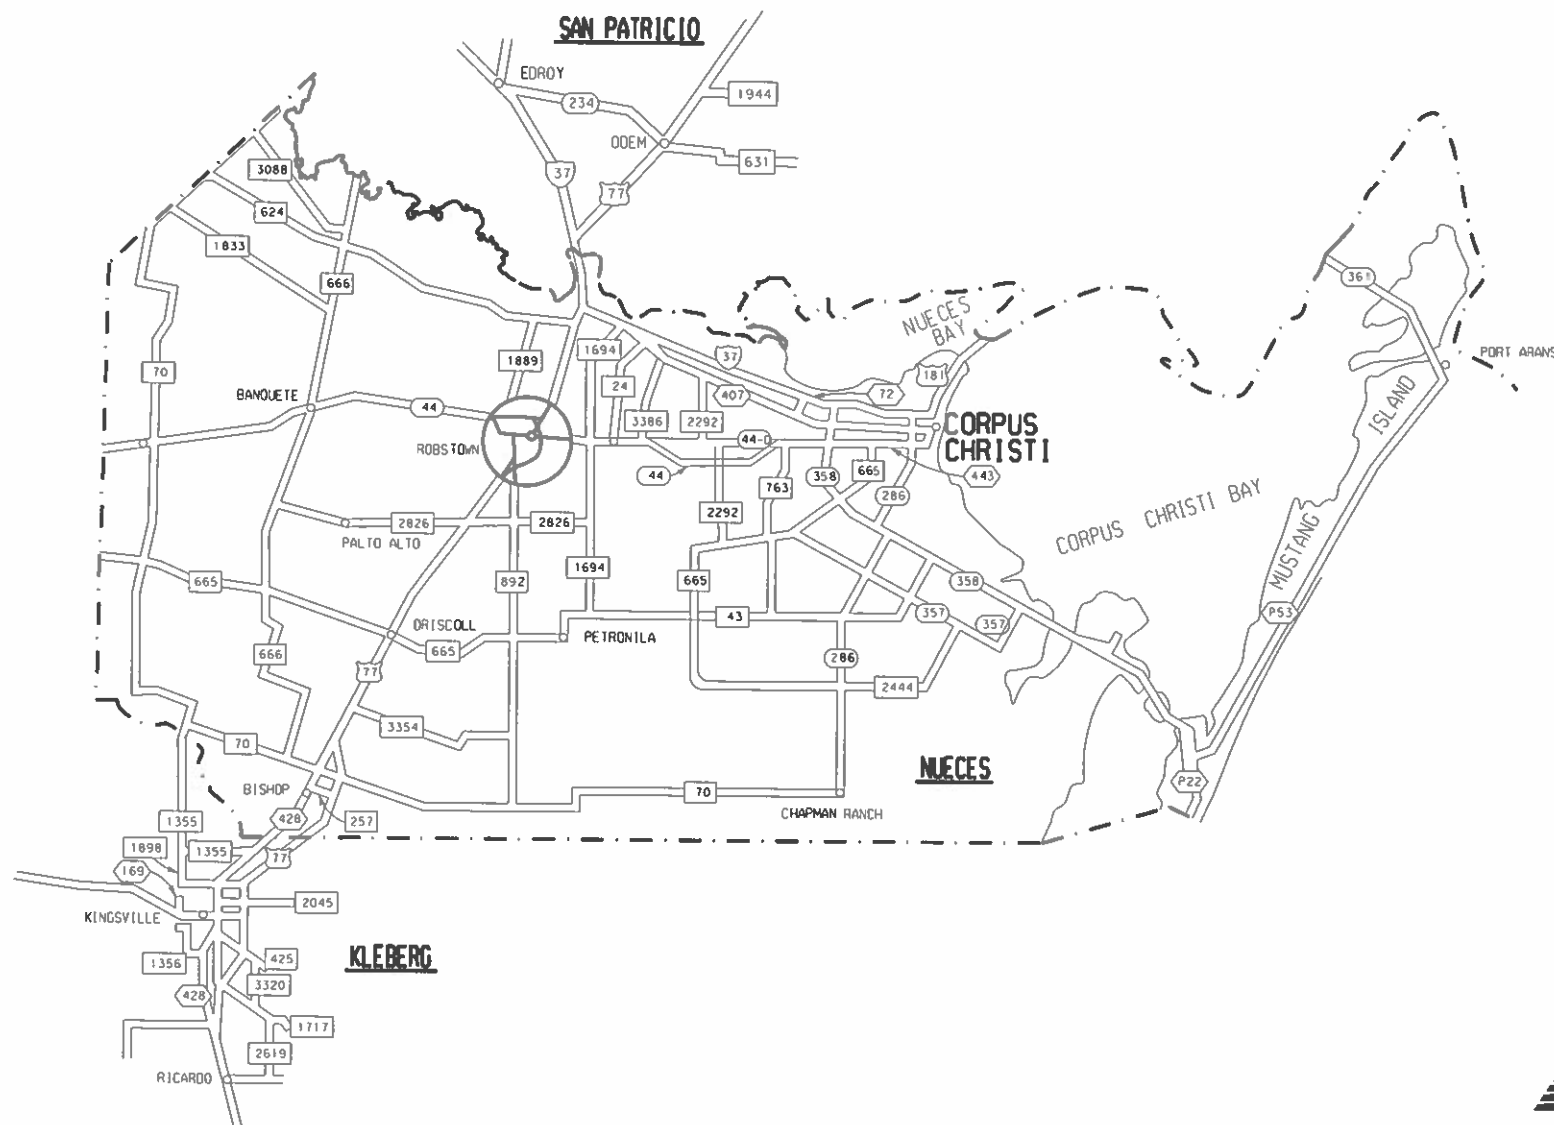 SAN PATRICIO
EDROY
234
1944
ODEM
631
37
77
3088
624
1833
666
361
NUECES
BAY
1694
37
1889
181
PORT ARANS
70
24
407
72
BANQUETE
44
3386
2292
ISLAND
CORPUS
CHRISTI
44-D
ROBSTOWN
44
358
665
443
763
286
CORPUS CHRISTI BAY
2292
2826
2826
PALTO ALTO
MUSTANG
1694
665
892
665
358
P53
43
357
357
DRISCOLL
PETRONILA
666
665
286
77
2444
3354
70
NUECES
P22
BISHOP
70
CHAPMAN RANCH
428
257
1355
1898
1355
77
169
2045
KINGSVILLE
KLEBERG
1356
425
3320
428
1717
2619
RICARDO